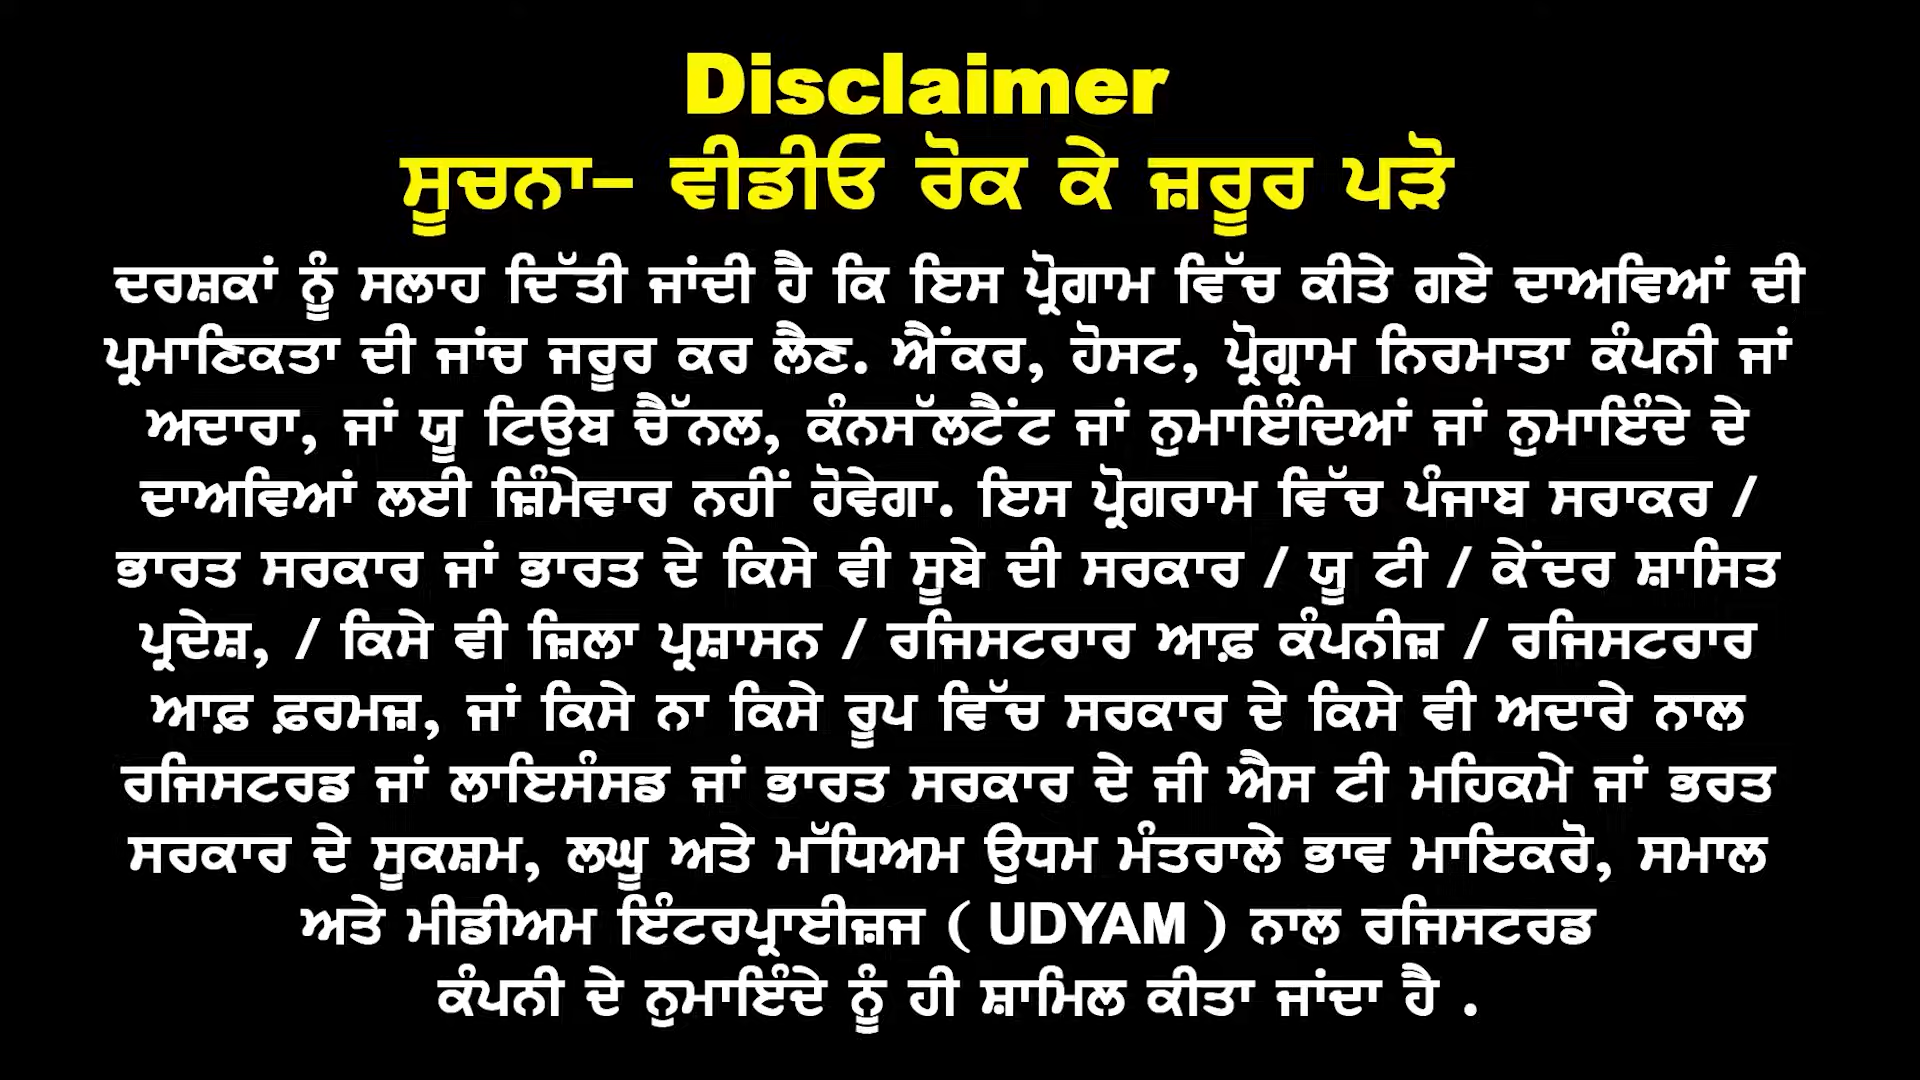 Disclaimer
ਸੂਚਨਾ- ਵੀਡੀਓ ਰੋਕ ਕੇ ਜ਼ਰੂਰ ਪੜੋ
ਦਰਸ਼ਕਾਂ ਨੂੰ ਸਲਾਹ ਦਿੱਤੀ ਜਾਂਦੀ ਹੈ ਕਿ ਇਸ ਪ੍ਰੋਗਾਮ ਵਿੱਚ ਕੀਤੇ ਗਏ ਦਾਅਵਿਆਂ ਦੀ
ਪ੍ਰਮਾਣਿਕਤਾ ਦੀ ਜਾਂਚ ਜਰੂਰ ਕਰ ਲੈਣ. ਐਂਕਰ, ਹੋਸਟ, ਪ੍ਰੋਗ੍ਰਾਮ ਨਿਰਮਾਤਾ ਕੰਪਨੀ ਜਾਂ
ਅਦਾਰਾ, ਜਾਂ ਯੂ ਟਿਊਬ ਚੈੱਨਲ, ਕੰਨਸੱਲਟੈਂਟ ਜਾਂ ਨੁਮਾਇੰਦਿਆਂ ਜਾਂ ਨੁਮਾਇੰਦੇ ਦੇ
ਦਾਅਵਿਆਂ ਲਈ ਜ਼ਿੰਮੇਵਾਰ ਨਹੀਂ ਹੋਵੇਗਾ. ਇਸ ਪ੍ਰੋਗਰਾਮ ਵਿੱਚ ਪੰਜਾਬ ਸਰਾਕਰ /
ਭਾਰਤ ਸਰਕਾਰ ਜਾਂ ਭਾਰਤ ਦੇ ਕਿਸੇ ਵੀ ਸੂਬੇ ਦੀ ਸਰਕਾਰ / ਯੂ ਟੀ / ਕੇਂਦਰ ਸ਼ਾਸਿਤ
ਪ੍ਰਦੇਸ਼, / ਕਿਸੇ ਵੀ ਜ਼ਿਲਾ ਪ੍ਰਸ਼ਾਸਨ / ਰਜਿਸਟਰਾਰ ਆਫ਼ ਕੰਪਨੀਜ਼ / ਰਜਿਸਟਰਾਰ
ਆਫ਼ ਫ਼ਰਮਜ਼, ਜਾਂ ਕਿਸੇ ਨਾ ਕਿਸੇ ਰੂਪ ਵਿੱਚ ਸਰਕਾਰ ਦੇ ਕਿਸੇ ਵੀ ਅਦਾਰੇ ਨਾਲ
ਰਜਿਸਟਰਡ ਜਾਂ ਲਾਇਸੰਸਡ ਜਾਂ ਭਾਰਤ ਸਰਕਾਰ ਦੇ ਜੀ ਐਸ ਟੀ ਮਹਿਕਮੇ ਜਾਂ ਭਰਤ
ਸਰਕਾਰ ਦੇ ਸੂਕਸ਼ਮ, ਲਘੂ ਅਤੇ ਮੱਧਿਅਮ ਉਧਮ ਮੰਤਰਾਲੇ ਭਾਵ ਮਾਇਕਰੋ, ਸਮਾਲ
ਅਤੇ ਮੀਡੀਅਮ ਇੰਟਰਪ੍ਰਾਈਜ਼ਜ ( UDYAM ) ਨਾਲ ਰਜਿਸਟਰਡ
ਕੰਪਨੀ ਦੇ ਨੁਮਾਇੰਦੇ ਨੂੰ ਹੀ ਸ਼ਾਮਿਲ ਕੀਤਾ ਜਾਂਦਾ ਹੈ .